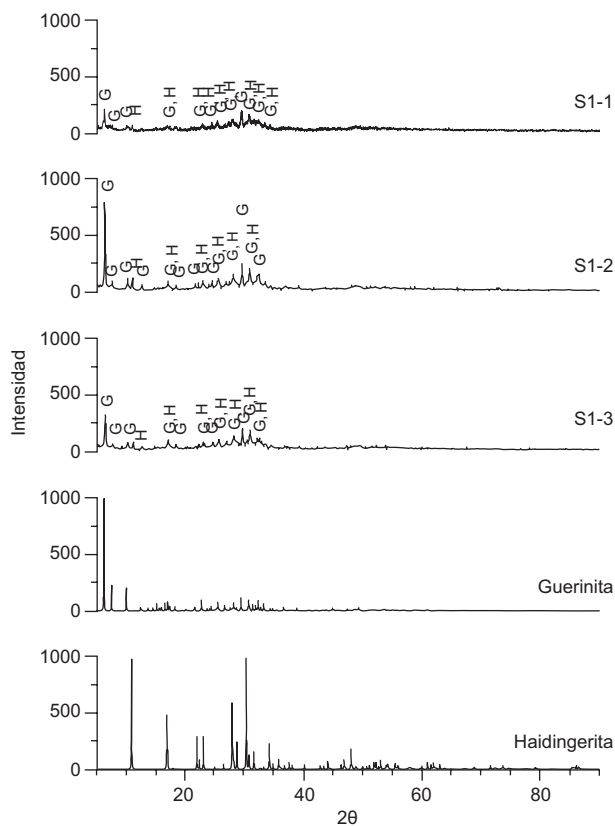 1000
500
0
G
G
G
H
G, H
G, H
G, H
G, H
G, H
G
G, H
G, H
G, H
S1-1
1000
500
0
G
G
G
H
G
G, H
G
G
G, H
G
G, H
G, H
G
G, H
G
S1-2
1000
500
0
G
G
G
H
G, H
G
G, H
G
G, H
G, H
G
G, H
G, H
S1-3
Intensidad
1000
500
0
Guerinita
1000
500
0
Haidingerita
20
40
60
80
2θ